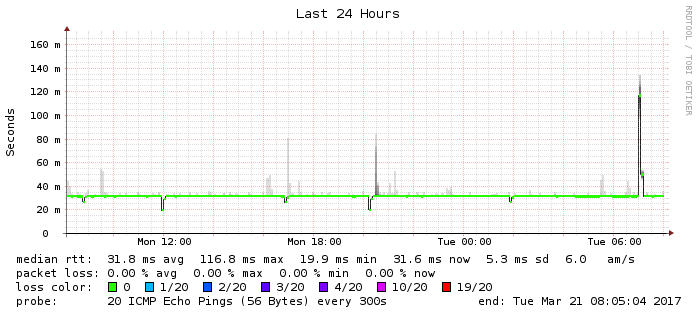 Last 24 Hours
RRDTOOL / TOBI OETIKER
Seconds
160 m
140 m
120 m
100 m
80 m
60 m
40 m
20 m
0
Mon 12:00 Mon 18:00 Tue 00:00 Tue 06:00
median rtt: 31.8 ms avg 116.8 ms max 19.9 ms min 31.6 ms now 5.3 ms sd 6.0 am/s
packet loss: 0.00 % avg 0.00 % max 0.00 % min 0.00 % now
loss color: 0 1/20 2/20 3/20 4/20 10/20 19/20
probe: 20 ICMP Echo Pings (56 Bytes) every 300s end: Tue Mar 21 08:05:04 2017